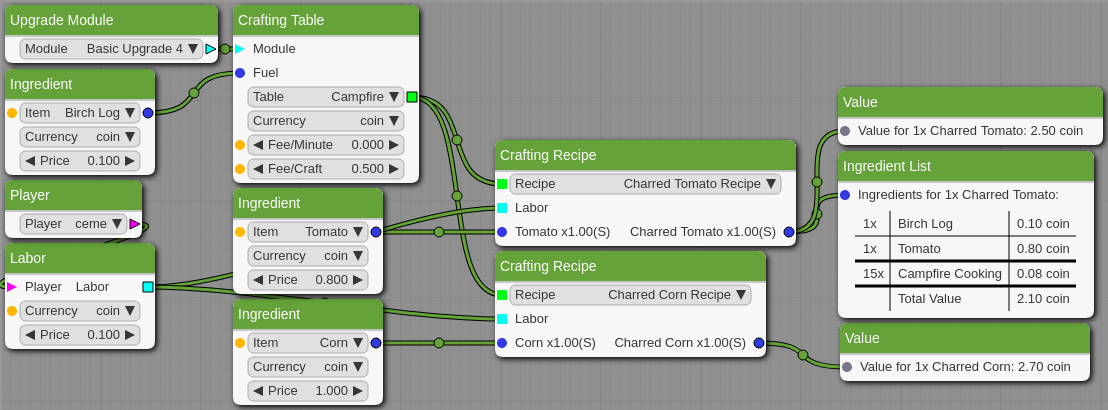 Upgrade Module
Module Basic Upgrade 4
Ingredient
Item Birch Log
Currency coin
Price 0.100
Player
Player ceme
Labor
Player Labor
Currency coin
Price 0.100
Crafting Table
Module
Fuel
Table Campfire
Currency coin
Fee/Minute 0.000
Fee/Craft 0.500
Ingredient
Item Tomato
Currency coin
Price 0.800
Ingredient
Item Corn
Currency coin
Price 1.000
Crafting Recipe
Recipe Charred Tomato Recipe
Labor
Tomato x1.00(S) Charred Tomato x1.00(S)
Crafting Recipe
Recipe Charred Corn Recipe
Labor
Corn x1.00(S) Charred Corn x1.00(S)
Value
Value for 1x Charred Tomato: 2.50 coin
Ingredient List
Ingredients for 1x Charred Tomato:
1x Birch Log 0.10 coin
1x Tomato 0.80 coin
15x Campfire Cooking 0.08 coin
Total Value 2.10 coin
Value
Value for 1x Charred Corn: 2.70 coin